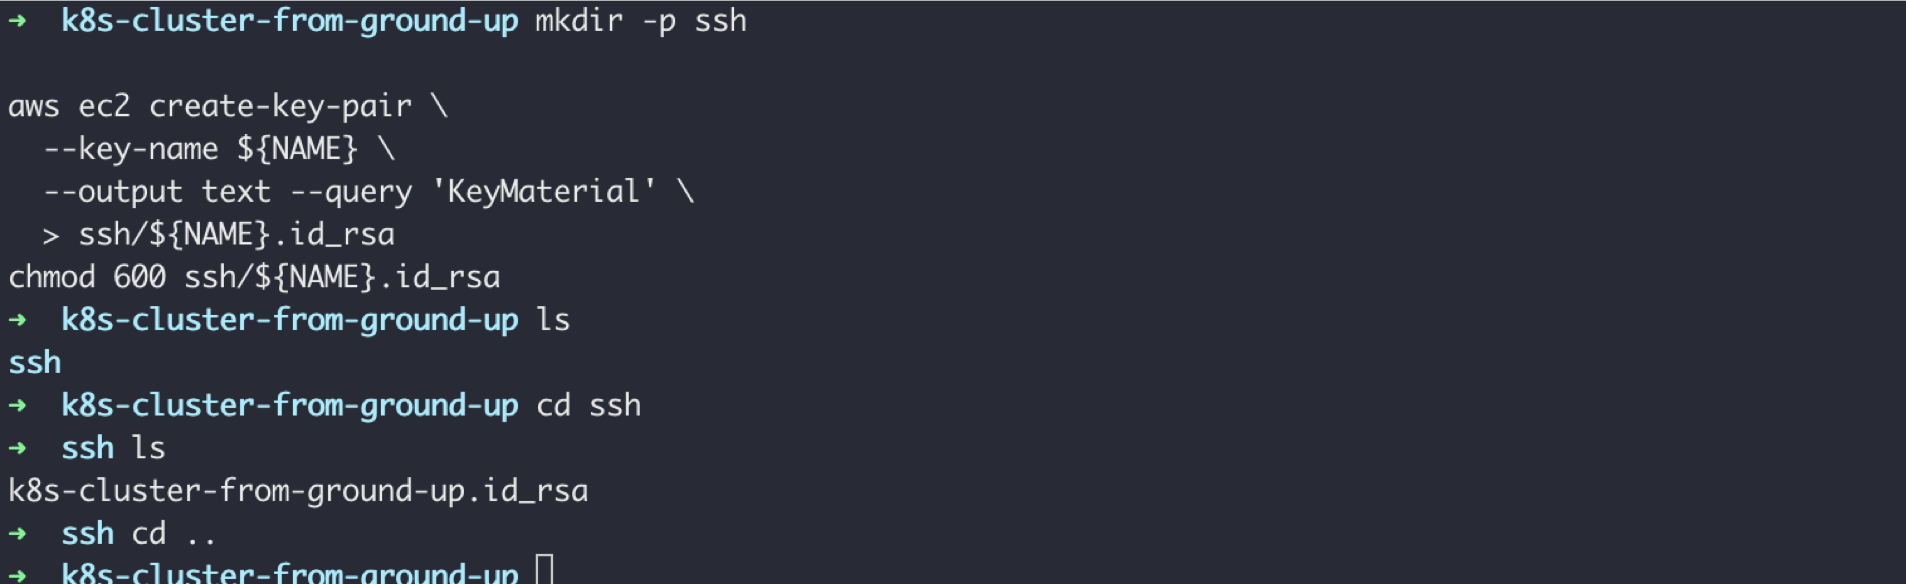 ➜ k8s-cluster-from-ground-up mkdir -p ssh
aws ec2 create-key-pair \
--key-name ${NAME} \
--output text --query 'KeyMaterial' \
> ssh/${NAME}.id_rsa
chmod 600 ssh/${NAME}.id_rsa
➜ k8s-cluster-from-ground-up ls
ssh
➜ k8s-cluster-from-ground-up cd ssh
➜ ssh ls
k8s-cluster-from-ground-up.id_rsa
➜ ssh cd ..
➜ k8s-cluster-from-ground-up